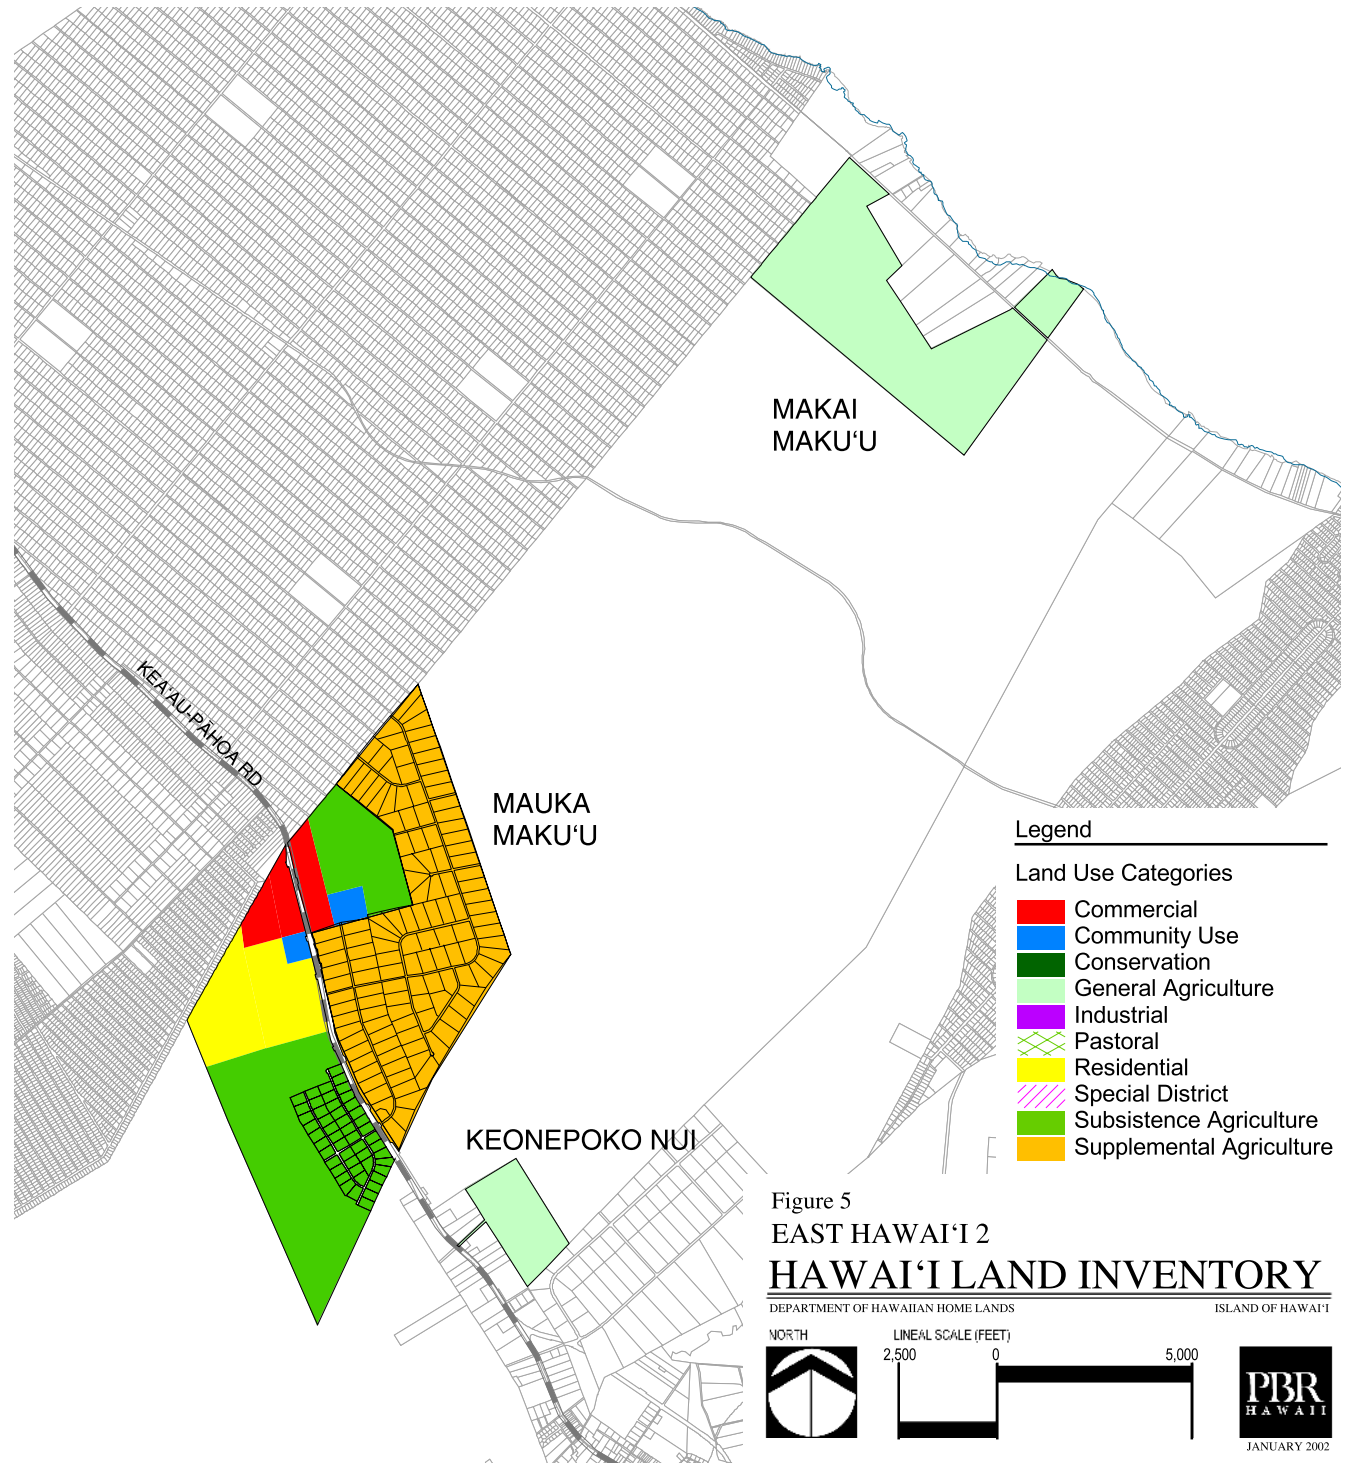 MAKAI
MAKU‘U
KEA‘AU-PĀHOA RD
MAUKA
MAKU‘U
KEONEPOKO NUI
Legend
Land Use Categories
Commercial
Community Use
Conservation
General Agriculture
Industrial
Pastoral
Residential
Special District
Subsistence Agriculture
Supplemental Agriculture
Figure 5
EAST HAWAI‘I 2
HAWAI‘I LAND INVENTORY
DEPARTMENT OF HAWAIIAN HOME LANDS ISLAND OF HAWAI‘I
NORTH LINEAL SCALE (FEET)
2,500 0 5,000
PBR
HAWAII
JANUARY 2002